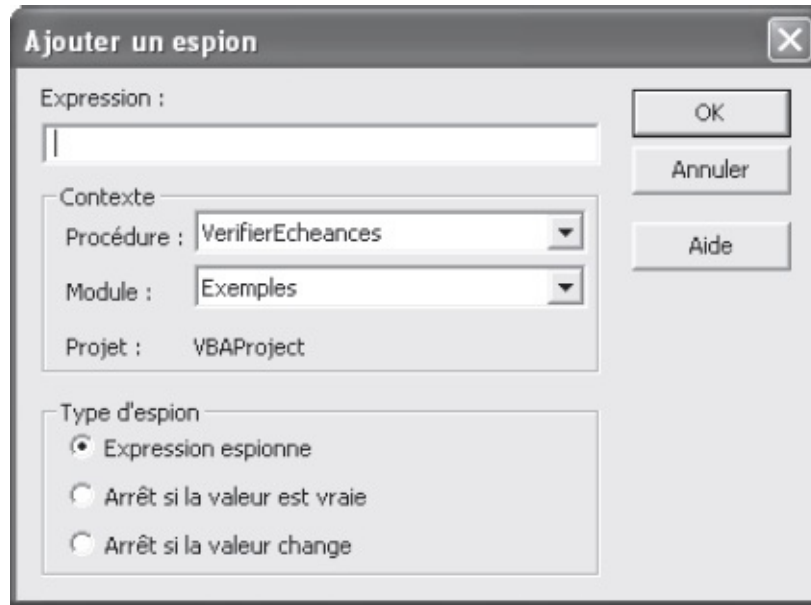 Ajouter un espion
Expression :
OK
Annuler
Aide
Contexte
Procédure : VerifierEcheances
Module : Exemples
Projet : VBAProject
Type d'espion
Expression espionne
Arrêt si la valeur est vraie
Arrêt si la valeur change